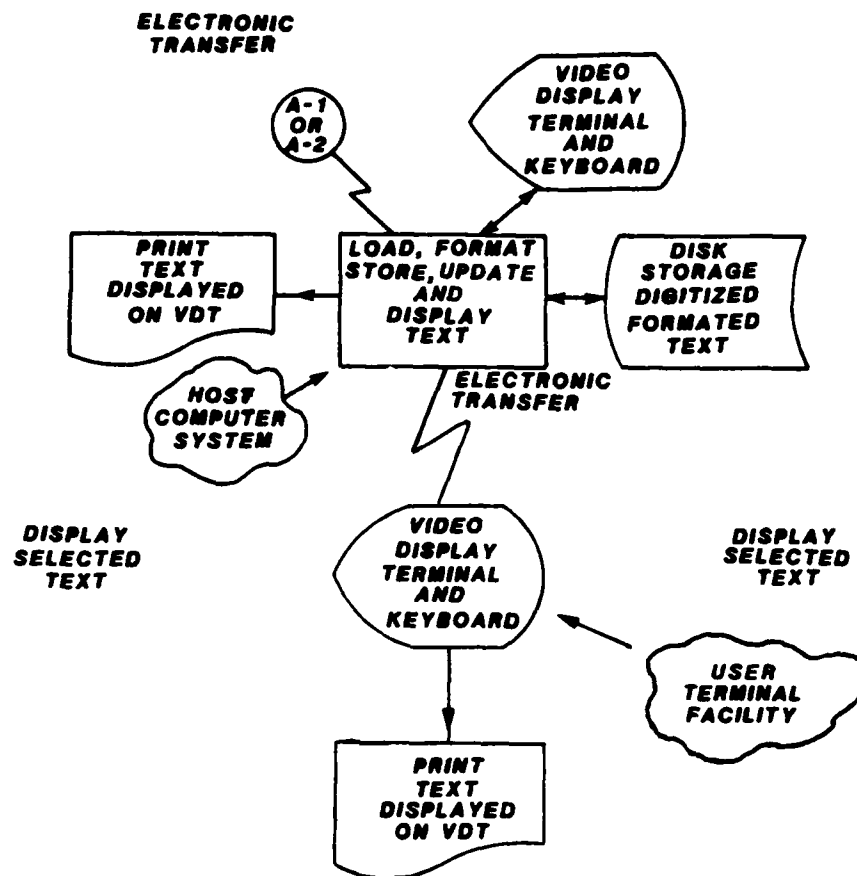 ELECTRONIC
TRANSFER
A-1
OR
A-2
VIDEO
DISPLAY
TERMINAL
AND
KEYBOARD
PRINT
TEXT
DISPLAYED
ON VDT
LOAD, FORMAT
STORE, UPDATE
AND
DISPLAY
TEXT
DISK
STORAGE
DIGITIZED
FORMATED
TEXT
HOST
COMPUTER
SYSTEM
ELECTRONIC
TRANSFER
DISPLAY
SELECTED
TEXT
VIDEO
DISPLAY
TERMINAL
AND
KEYBOARD
DISPLAY
SELECTED
TEXT
USER
TERMINAL
FACILITY
PRINT
TEXT
DISPLAYED
ON VDT